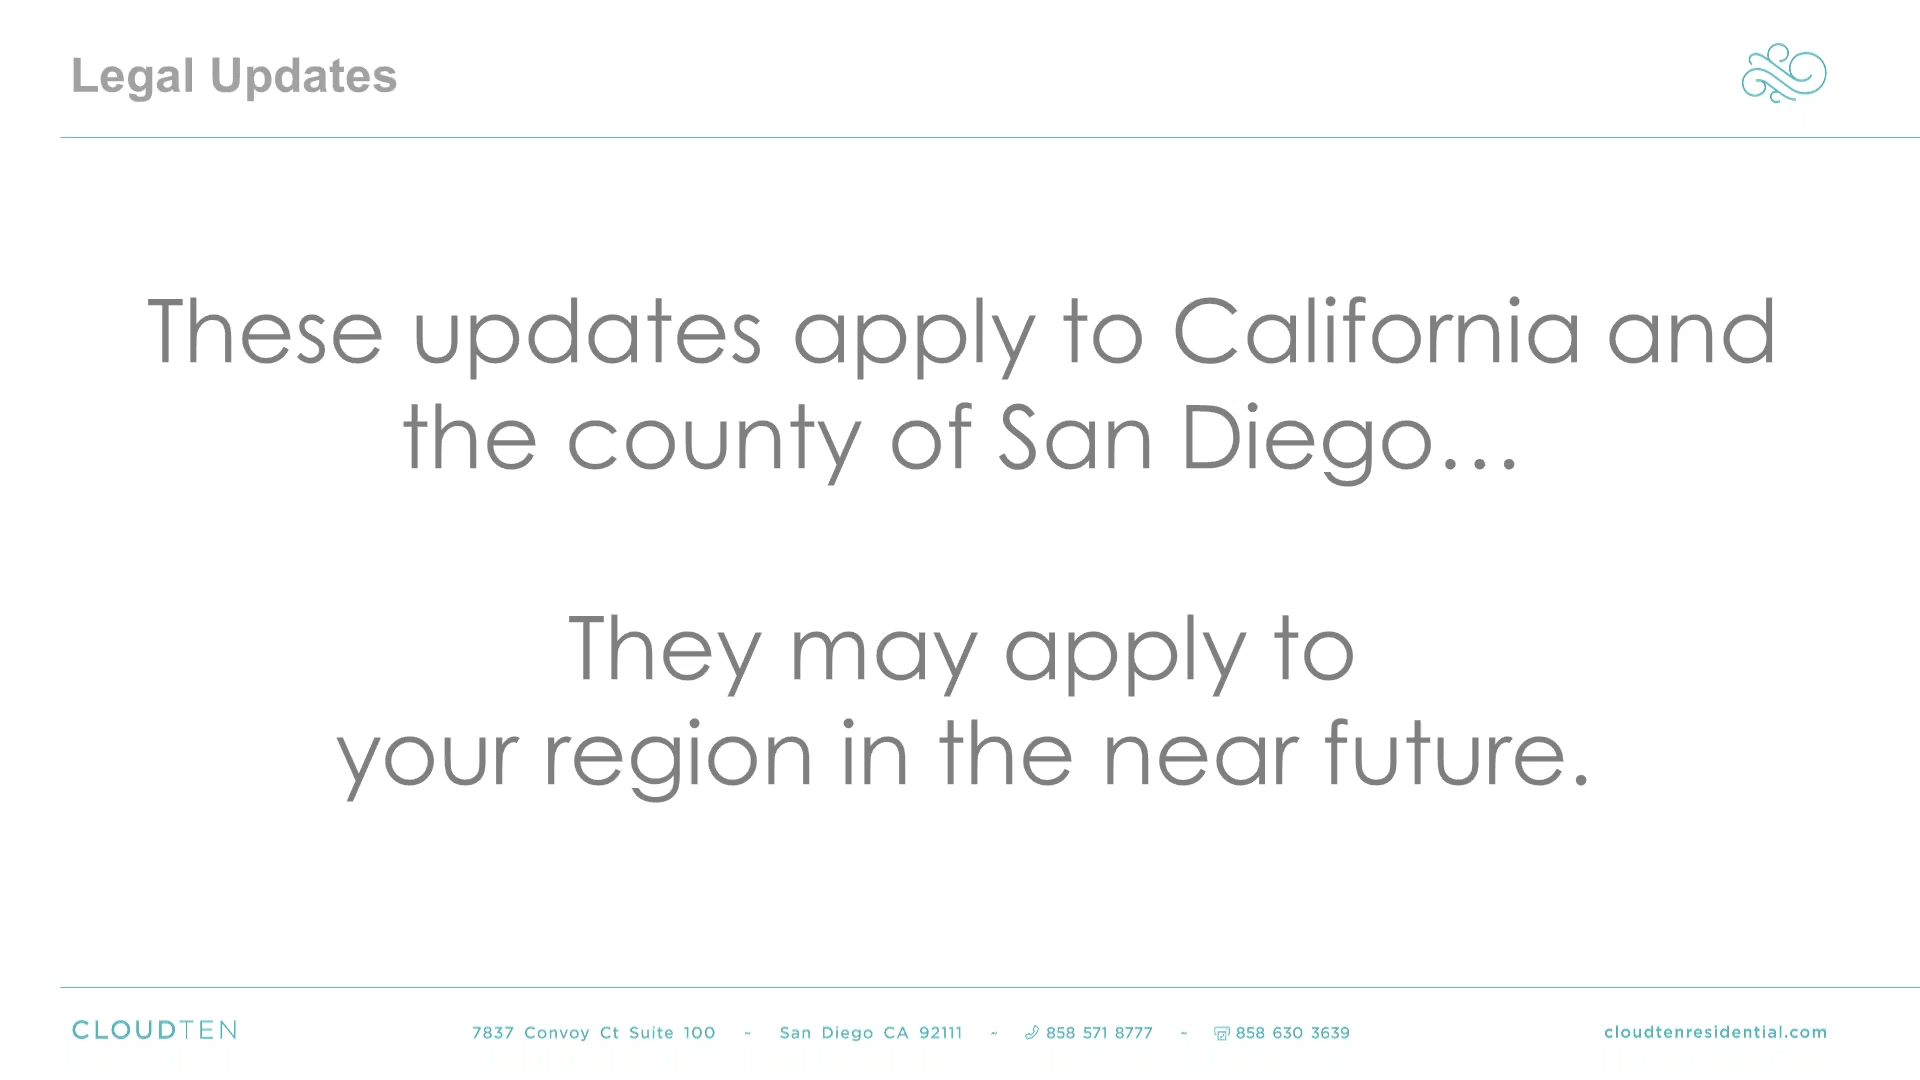 Legal Updates
These updates apply to California and
the county of San Diego...
They may apply to
your region in the near future.
CLOUDTEN
7837 Convoy Ct Suite 100 ~ San Diego CA 92111 ~ 858 571 8777 ~ 858 630 3639
cloudtenresidential.com